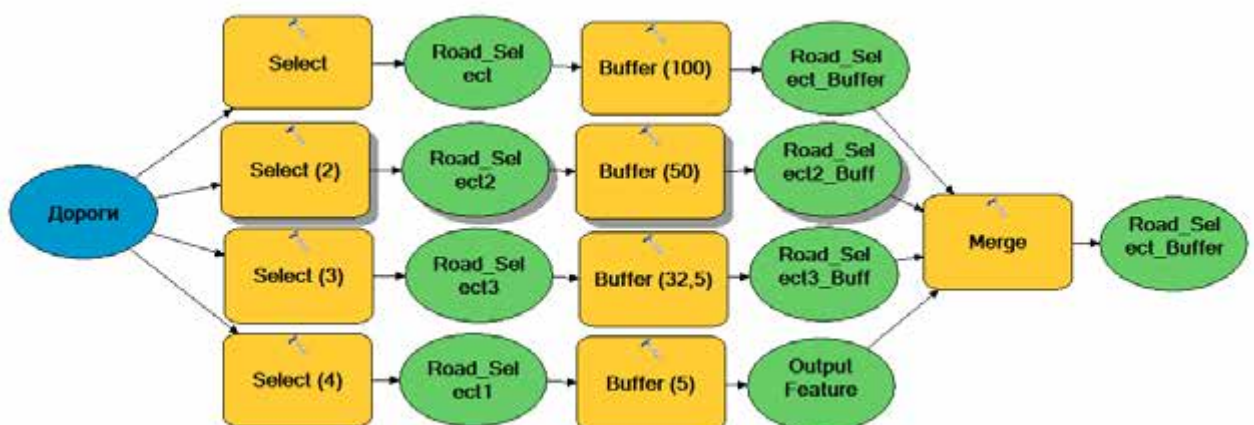 Select
Road_Sel
ect
Buffer (100)
Road_Sel
ect_Buffer
Select (2)
Road_Sel
ect2
Buffer (50)
Road_Sel
ect2_Buff
Дороги
Merge
Road_Sel
ect_Buffer
Select (3)
Road_Sel
ect3
Buffer (32,5)
Road_Sel
ect3_Buff
Select (4)
Road_Sel
ect1
Buffer (5)
Output
Feature